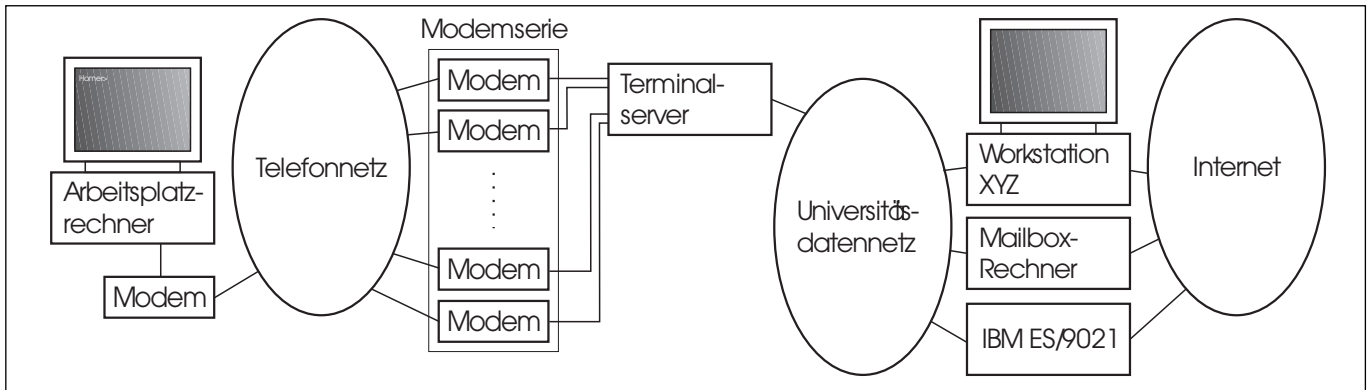 Modemserie
Homer>
Arbeitsplatz-
rechner
Modem
Telefonnetz
Modem
Modem
Modem
Modem
Terminal-
server
Universitäts-
datennetz
Workstation
XYZ
Mailbox-
Rechner
IBM ES/9021
Internet